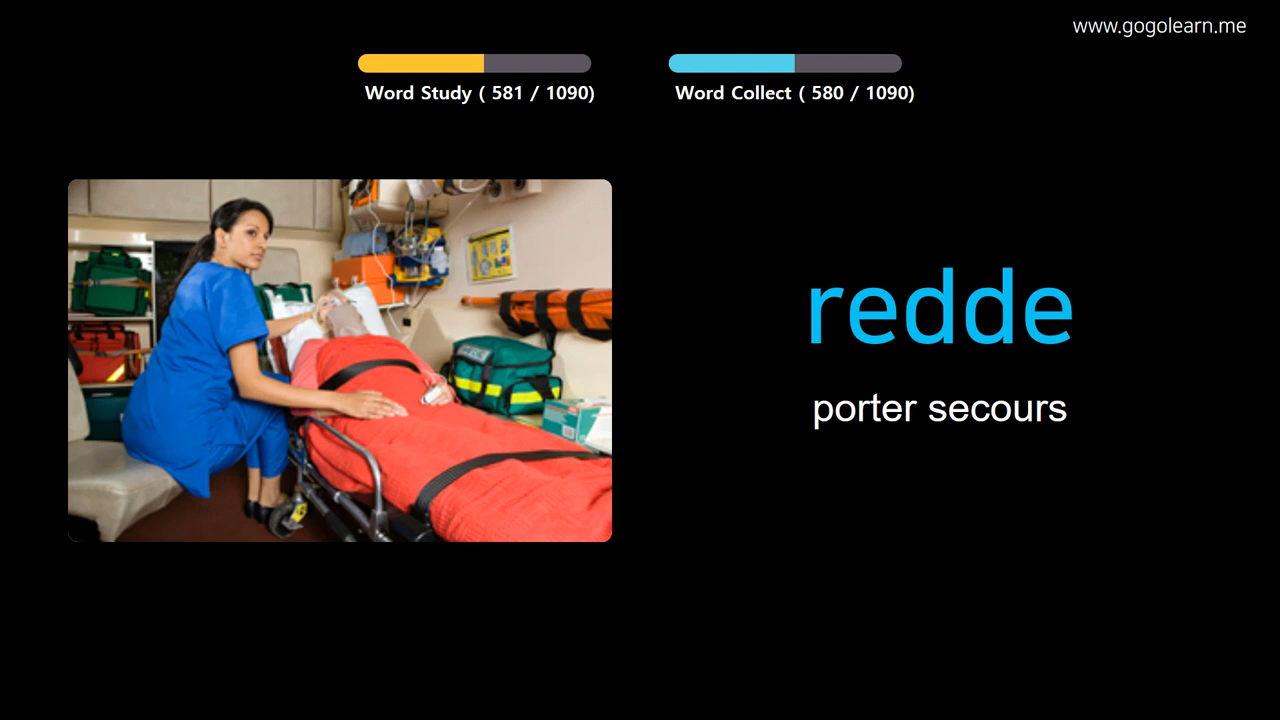 www.gogolearn.me
Word Study ( 581 / 1090)
Word Collect ( 580 / 1090)
redde
porter secours